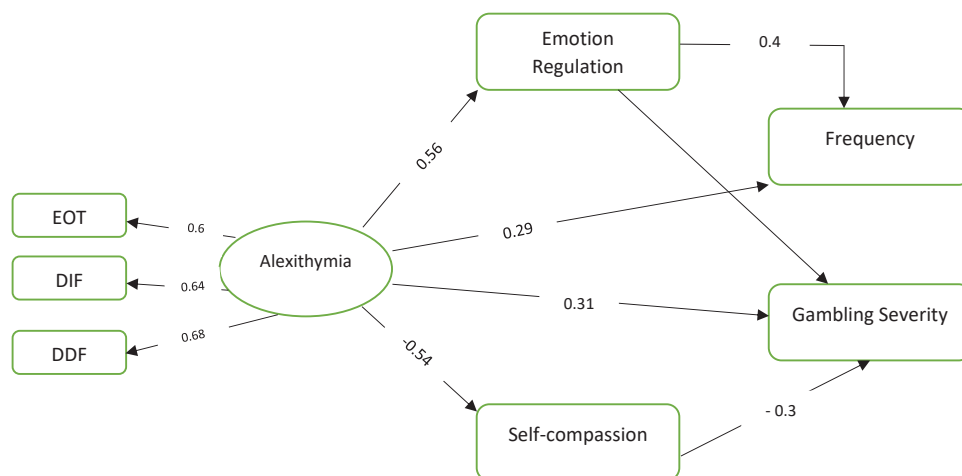 Emotion
Regulation
0.4
Frequency
0.56
EOT
0.6
0.29
Alexithymia
DIF
0.64
0.31
Gambling Severity
DDF
0.68
-0.54
Self-compassion
- 0.3